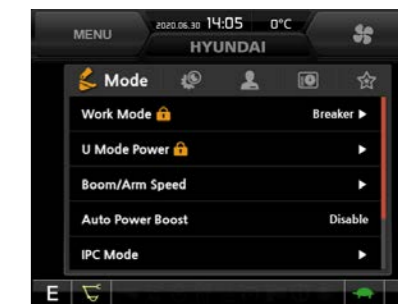 2020.06.30 14:05 0°C
MENU
HYUNDAI
Mode
Work Mode Breaker ▶
U Mode Power ▶
Boom/Arm Speed ▶
Auto Power Boost Disable
IPC Mode ▶
E